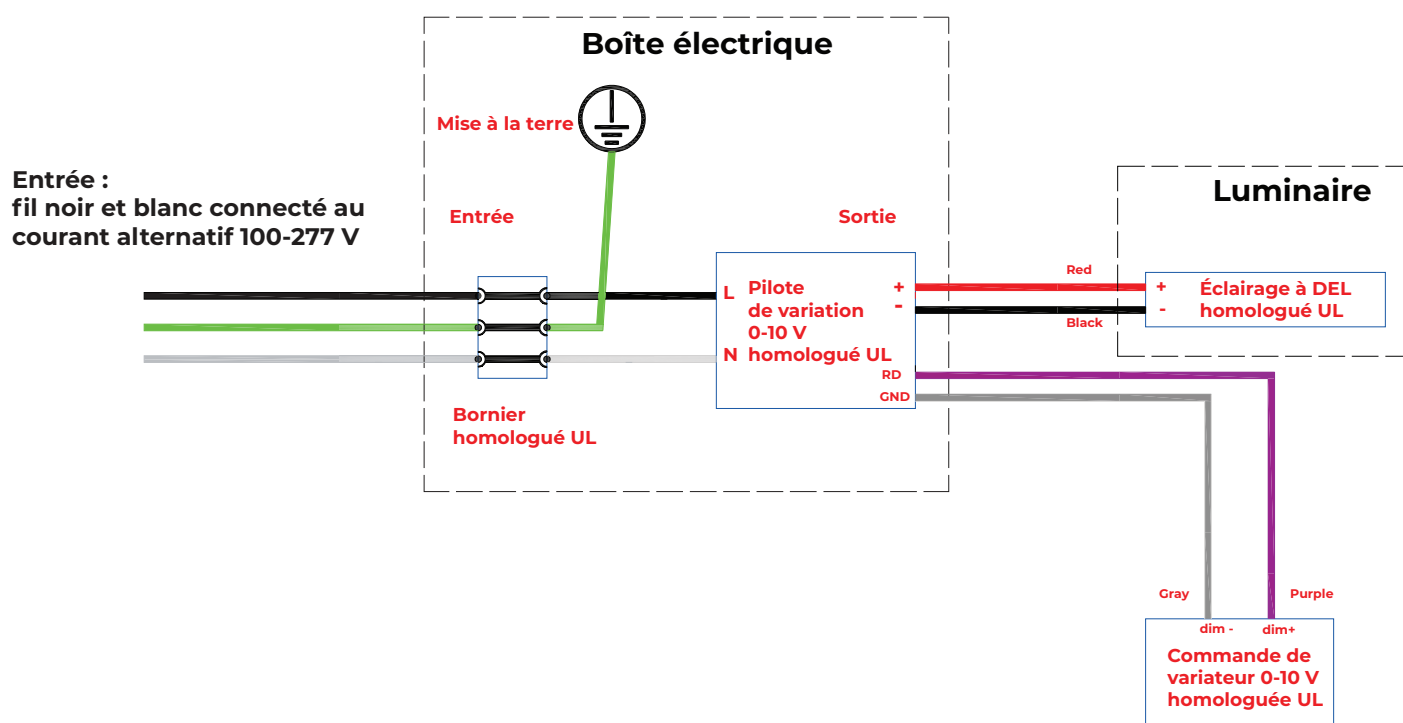 Boîte électrique
Mise à la terre
Entrée :
fil noir et blanc connecté au
courant alternatif 100-277 V
Entrée
Sortie
Luminaire
L
Pilote
de variation
0-10 V
homologué UL
N
+
-
RD
GND
Red
Black
+
-
Éclairage à DEL
homologué UL
Bornier
homologué UL
Gray
Purple
dim -
dim+
Commande de
variateur 0-10 V
homologuée UL